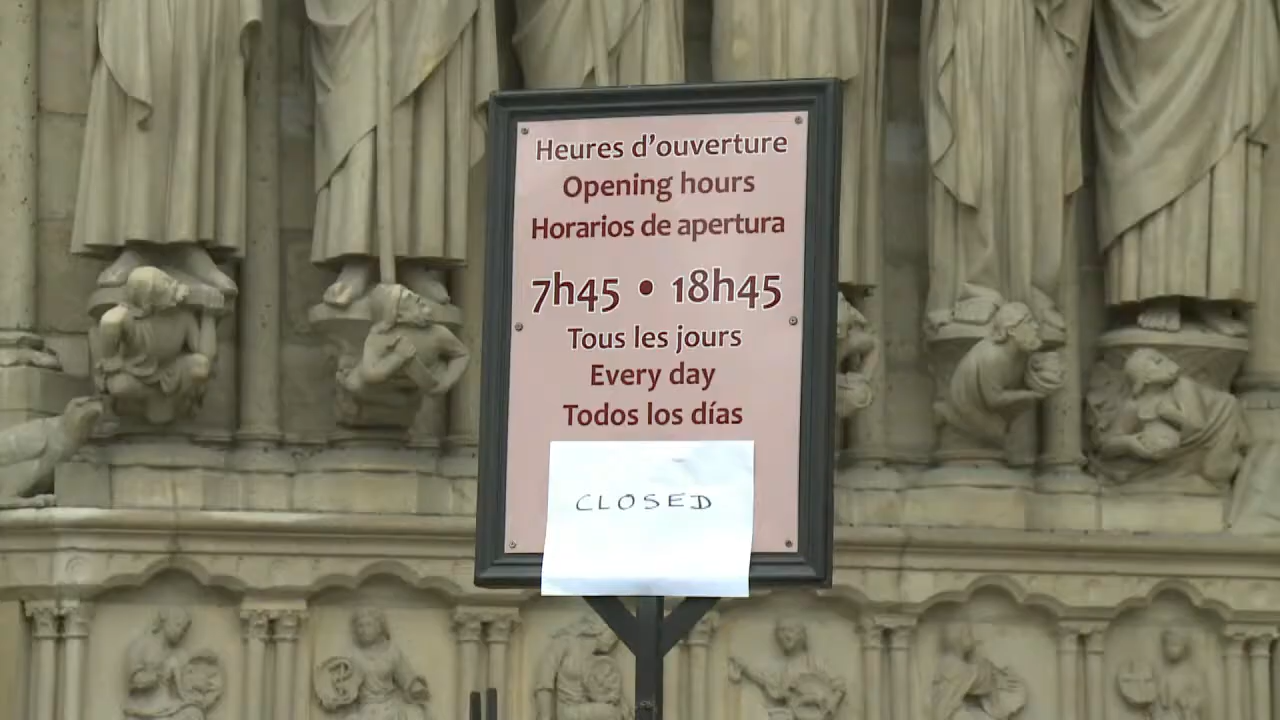 Heures d'ouverture
Opening hours
Horarios de apertura
7h45 • 18h45
Tous les jours
Every day
Todos los días
CLOSED